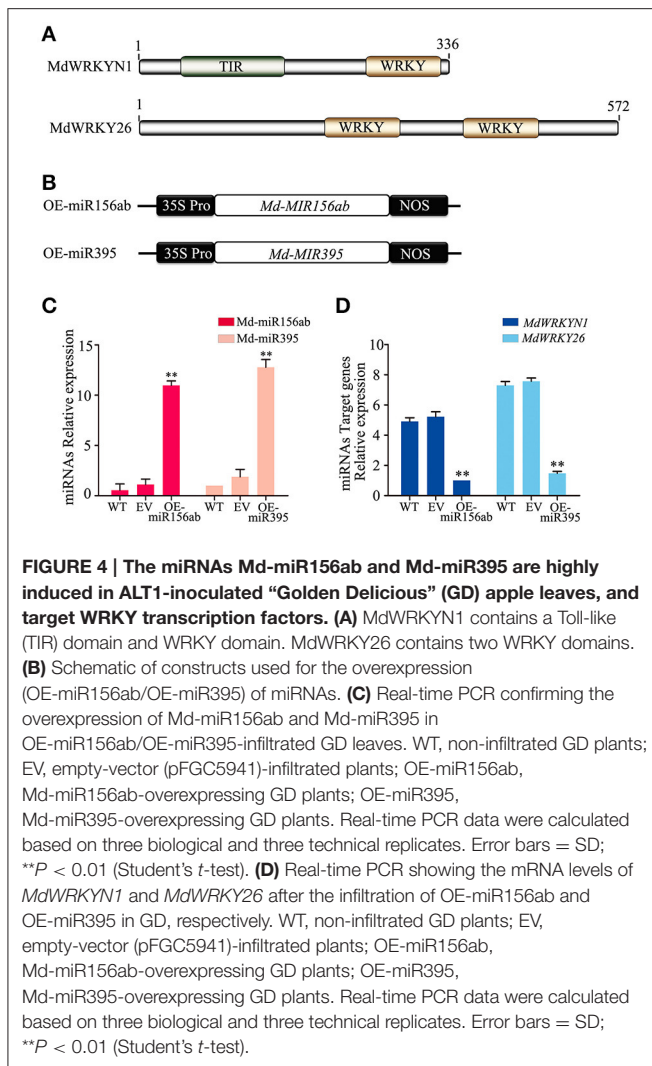 A
1
336
MdWRKYN1
TIR
WRKY
1
572
MdWRKY26
WRKY
WRKY
B
OE-miR156ab
35S Pro
Md-MIR156ab
NOS
OE-miR395
35S Pro
Md-MIR395
NOS
C
Md-miR156ab
Md-miR395
miRNAs Relative expression
15
10
5
0
**
**
WT
EV
OE-
miR156ab
WT
EV
OE-
miR395
D
MdWRKYN1
MdWRKY26
miRNAs Target genes
Relative expression
10
8
6
4
2
0
**
**
WT
EV
OE-
miR156ab
WT
EV
OE-
miR395
FIGURE 4 | The miRNAs Md-miR156ab and Md-miR395 are highly
induced in ALT1-inoculated “Golden Delicious” (GD) apple leaves, and
target WRKY transcription factors. (A) MdWRKYN1 contains a Toll-like
(TIR) domain and WRKY domain. MdWRKY26 contains two WRKY domains.
(B) Schematic of constructs used for the overexpression
(OE-miR156ab/OE-miR395) of miRNAs. (C) Real-time PCR confirming the
overexpression of Md-miR156ab and Md-miR395 in
OE-miR156ab/OE-miR395-infiltrated GD leaves. WT, non-infiltrated GD plants;
EV, empty-vector (pFGC5941)-infiltrated plants; OE-miR156ab,
Md-miR156ab-overexpressing GD plants; OE-miR395,
Md-miR395-overexpressing GD plants. Real-time PCR data were calculated
based on three biological and three technical replicates. Error bars = SD;
**P < 0.01 (Student’s t-test). (D) Real-time PCR showing the mRNA levels of
MdWRKYN1 and MdWRKY26 after the infiltration of OE-miR156ab and
OE-miR395 in GD, respectively. WT, non-infiltrated GD plants; EV,
empty-vector (pFGC5941)-infiltrated plants; OE-miR156ab,
Md-miR156ab-overexpressing GD plants; OE-miR395,
Md-miR395-overexpressing GD plants. Real-time PCR data were calculated
based on three biological and three technical replicates. Error bars = SD;
**P < 0.01 (Student’s t-test).